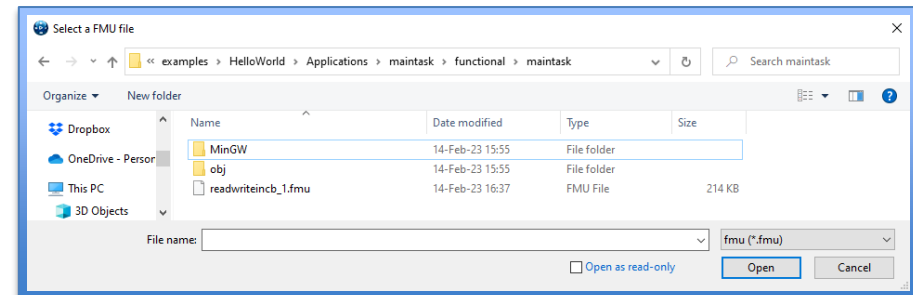 Select a FMU file
« examples › HelloWorld › Applications › maintask › functional › maintask
Search maintask
Organize
New folder
Name Date modified Type Size
Dropbox
OneDrive - Person
This PC
3D Objects
MinGW 14-Feb-23 15:55 File folder
obj 14-Feb-23 15:55 File folder
readwriteincb_1.fmu 14-Feb-23 16:37 FMU File 214 KB
File name:
fmu (*.fmu)
Open as read-only
Open
Cancel